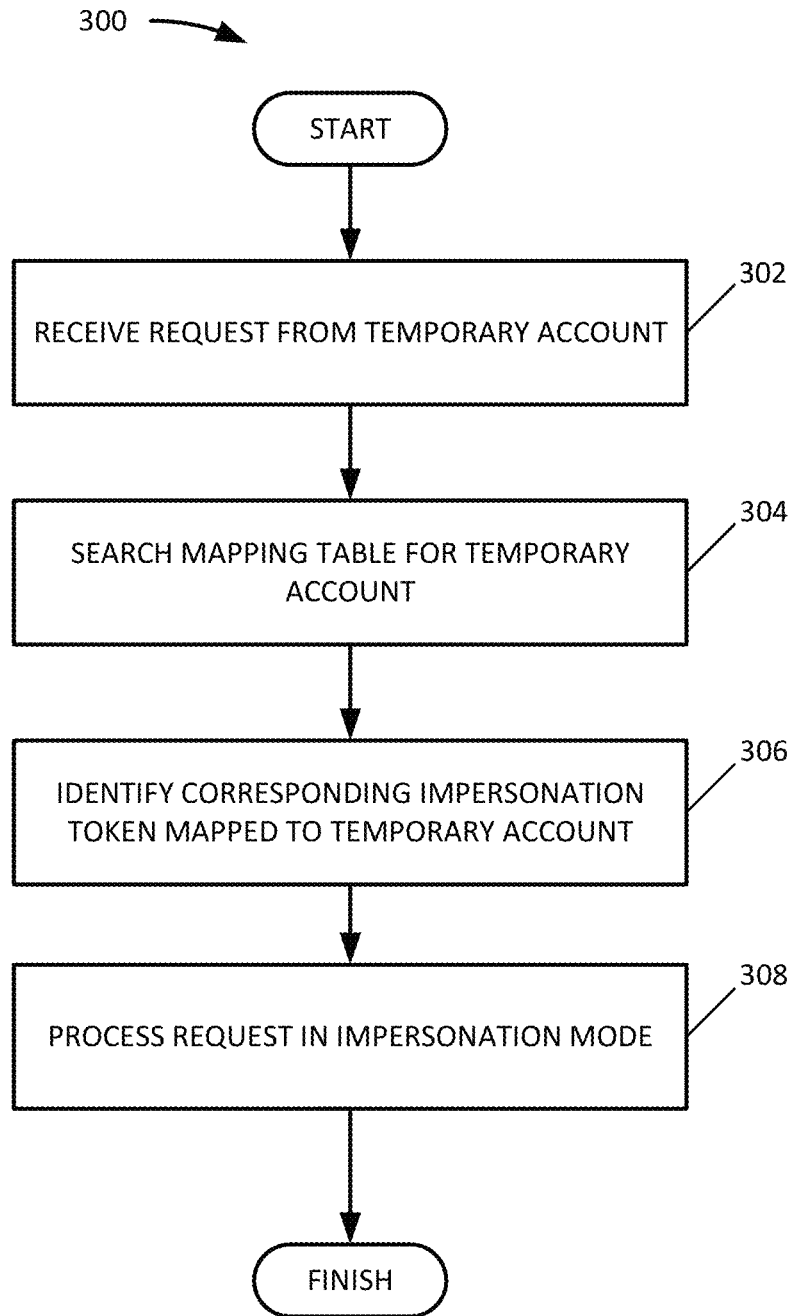 300
START
302
RECEIVE REQUEST FROM TEMPORARY ACCOUNT
304
SEARCH MAPPING TABLE FOR TEMPORARY
ACCOUNT
306
IDENTIFY CORRESPONDING IMPERSONATION
TOKEN MAPPED TO TEMPORARY ACCOUNT
308
PROCESS REQUEST IN IMPERSONATION MODE
FINISH